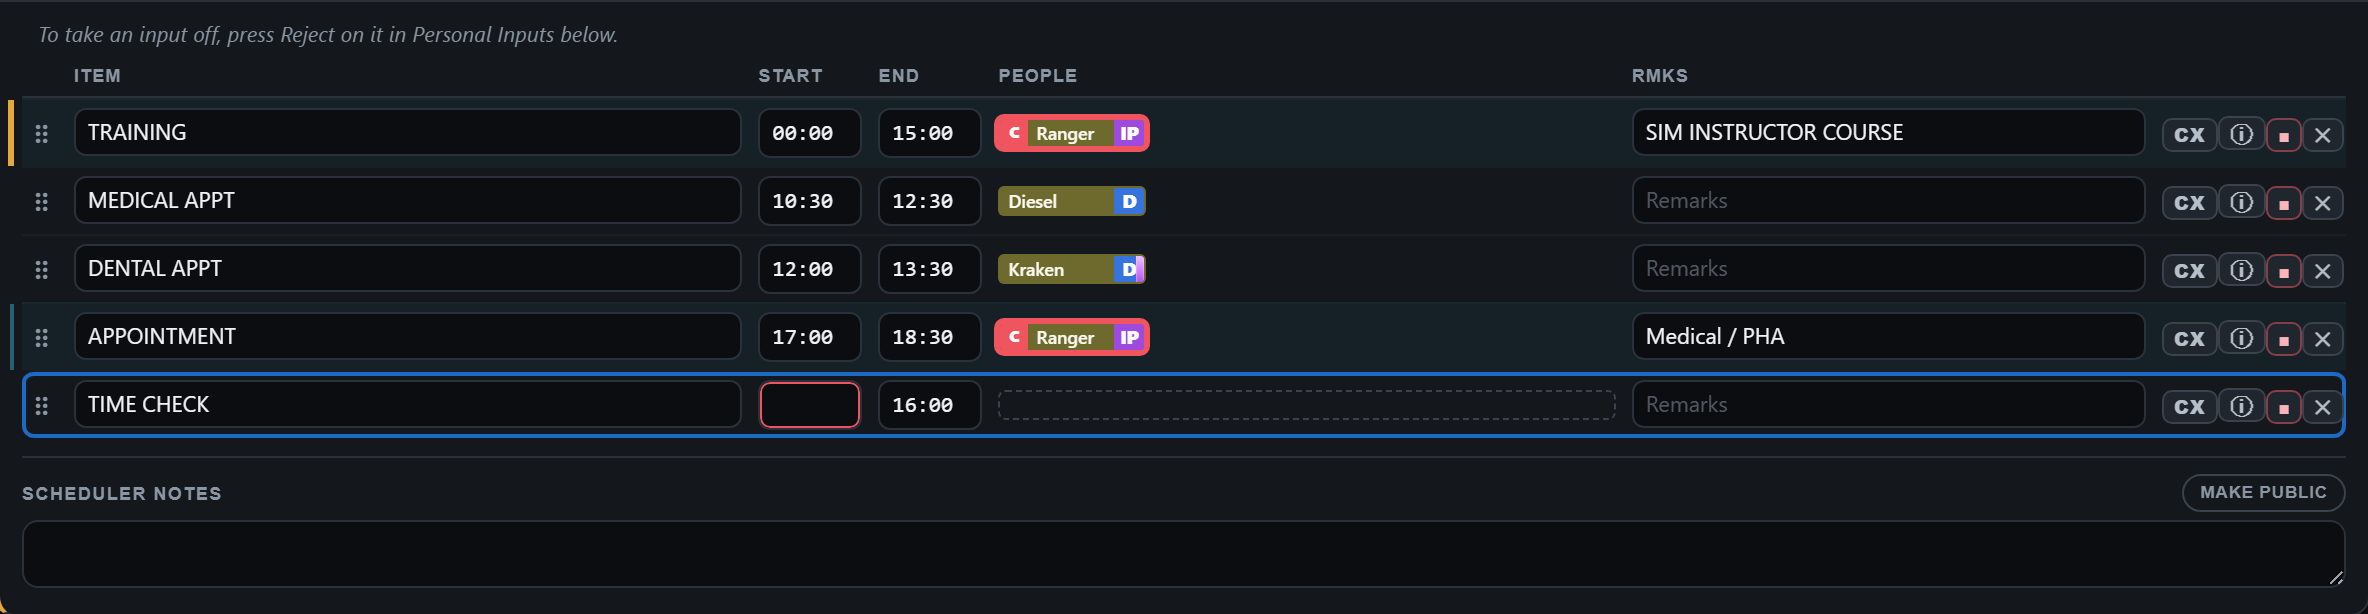 To take an input off, press Reject on it in Personal Inputs below.
ITEM START END PEOPLE RMKS
TRAINING 00:00 15:00 C Ranger IP SIM INSTRUCTOR COURSE CX
MEDICAL APPT 10:30 12:30 Diesel D Remarks CX
DENTAL APPT 12:00 13:30 Kraken D Remarks CX
APPOINTMENT 17:00 18:30 C Ranger IP Medical / PHA CX
TIME CHECK 16:00 Remarks CX
SCHEDULER NOTES MAKE PUBLIC